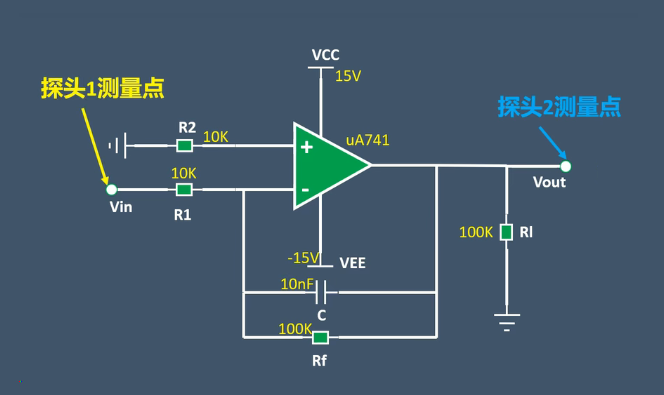 VCC
15V
探头1测量点
探头2测量点
R2
10K
uA741
+
10K
-
Vin
R1
Vout
100K
Rl
-15V
VEE
10nF
C
100K
Rf